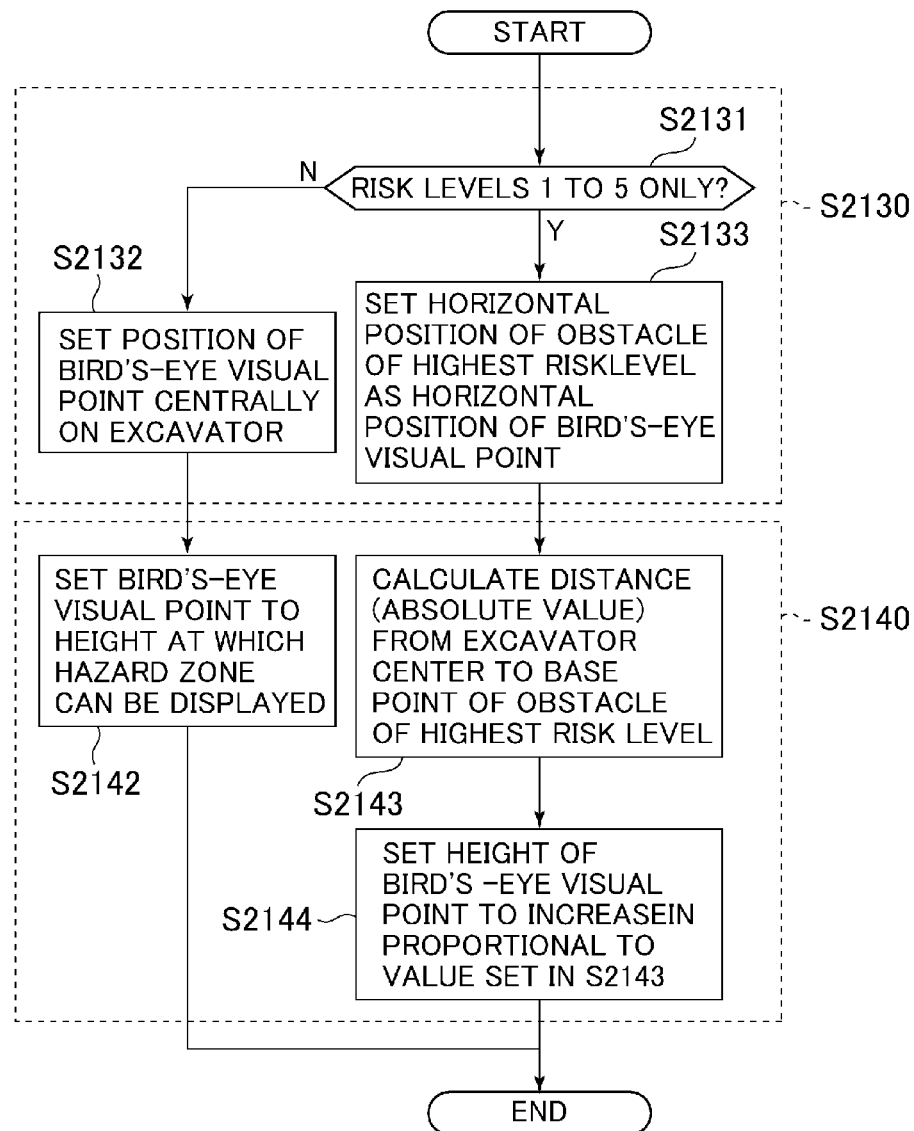 START
S2131
N
RISK LEVELS 1 TO 5 ONLY?
S2130
Y
S2132
S2133
SET POSITION OF
BIRD'S-EYE VISUAL
POINT CENTRALLY
ON EXCAVATOR
SET HORIZONTAL
POSITION OF OBSTACLE
OF HIGHEST RISKLEVEL
AS HORIZONTAL
POSITION OF BIRD'S-EYE
VISUAL POINT
SET BIRD'S-EYE
VISUAL POINT TO
HEIGHT AT WHICH
HAZARD ZONE
CAN BE DISPLAYED
S2142
CALCULATE DISTANCE
(ABSOLUTE VALUE)
FROM EXCAVATOR
CENTER TO BASE
POINT OF OBSTACLE
OF HIGHEST RISK LEVEL
S2140
S2143
SET HEIGHT OF
BIRD'S -EYE VISUAL
POINT TO INCREASEIN
PROPORTIONAL TO
VALUE SET IN S2143
S2144
END